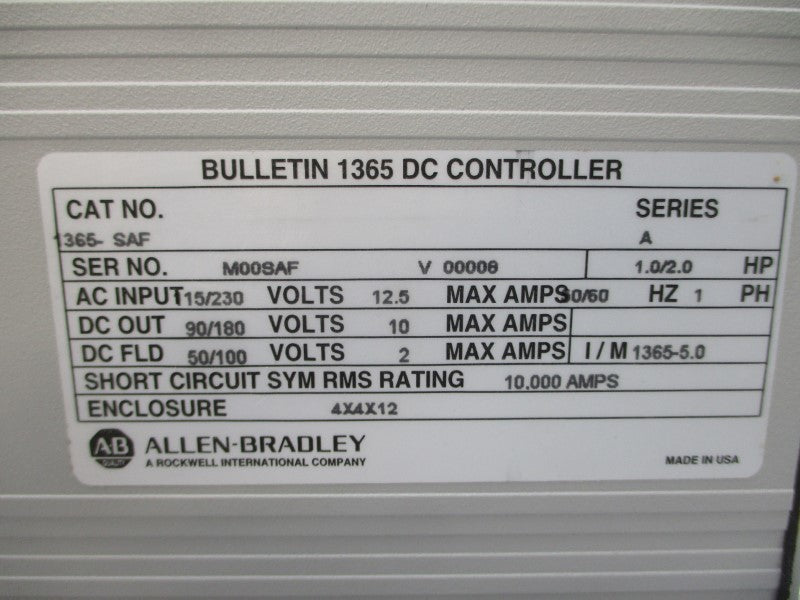 BULLETIN 1365 DC CONTROLLER
CAT NO. SERIES
1365- SAF A
SER NO. M00SAF V 00008 1.0/2.0 HP
AC INPUT 115/230 VOLTS 12.5 MAX AMPS 50/60 HZ 1 PH
DC OUT 90/180 VOLTS 10 MAX AMPS
DC FLD 50/100 VOLTS 2 MAX AMPS I / M 1365-5.0
SHORT CIRCUIT SYM RMS RATING 10.000 AMPS
ENCLOSURE 4X4X12
AB ALLEN-BRADLEY
A ROCKWELL INTERNATIONAL COMPANY MADE IN USA